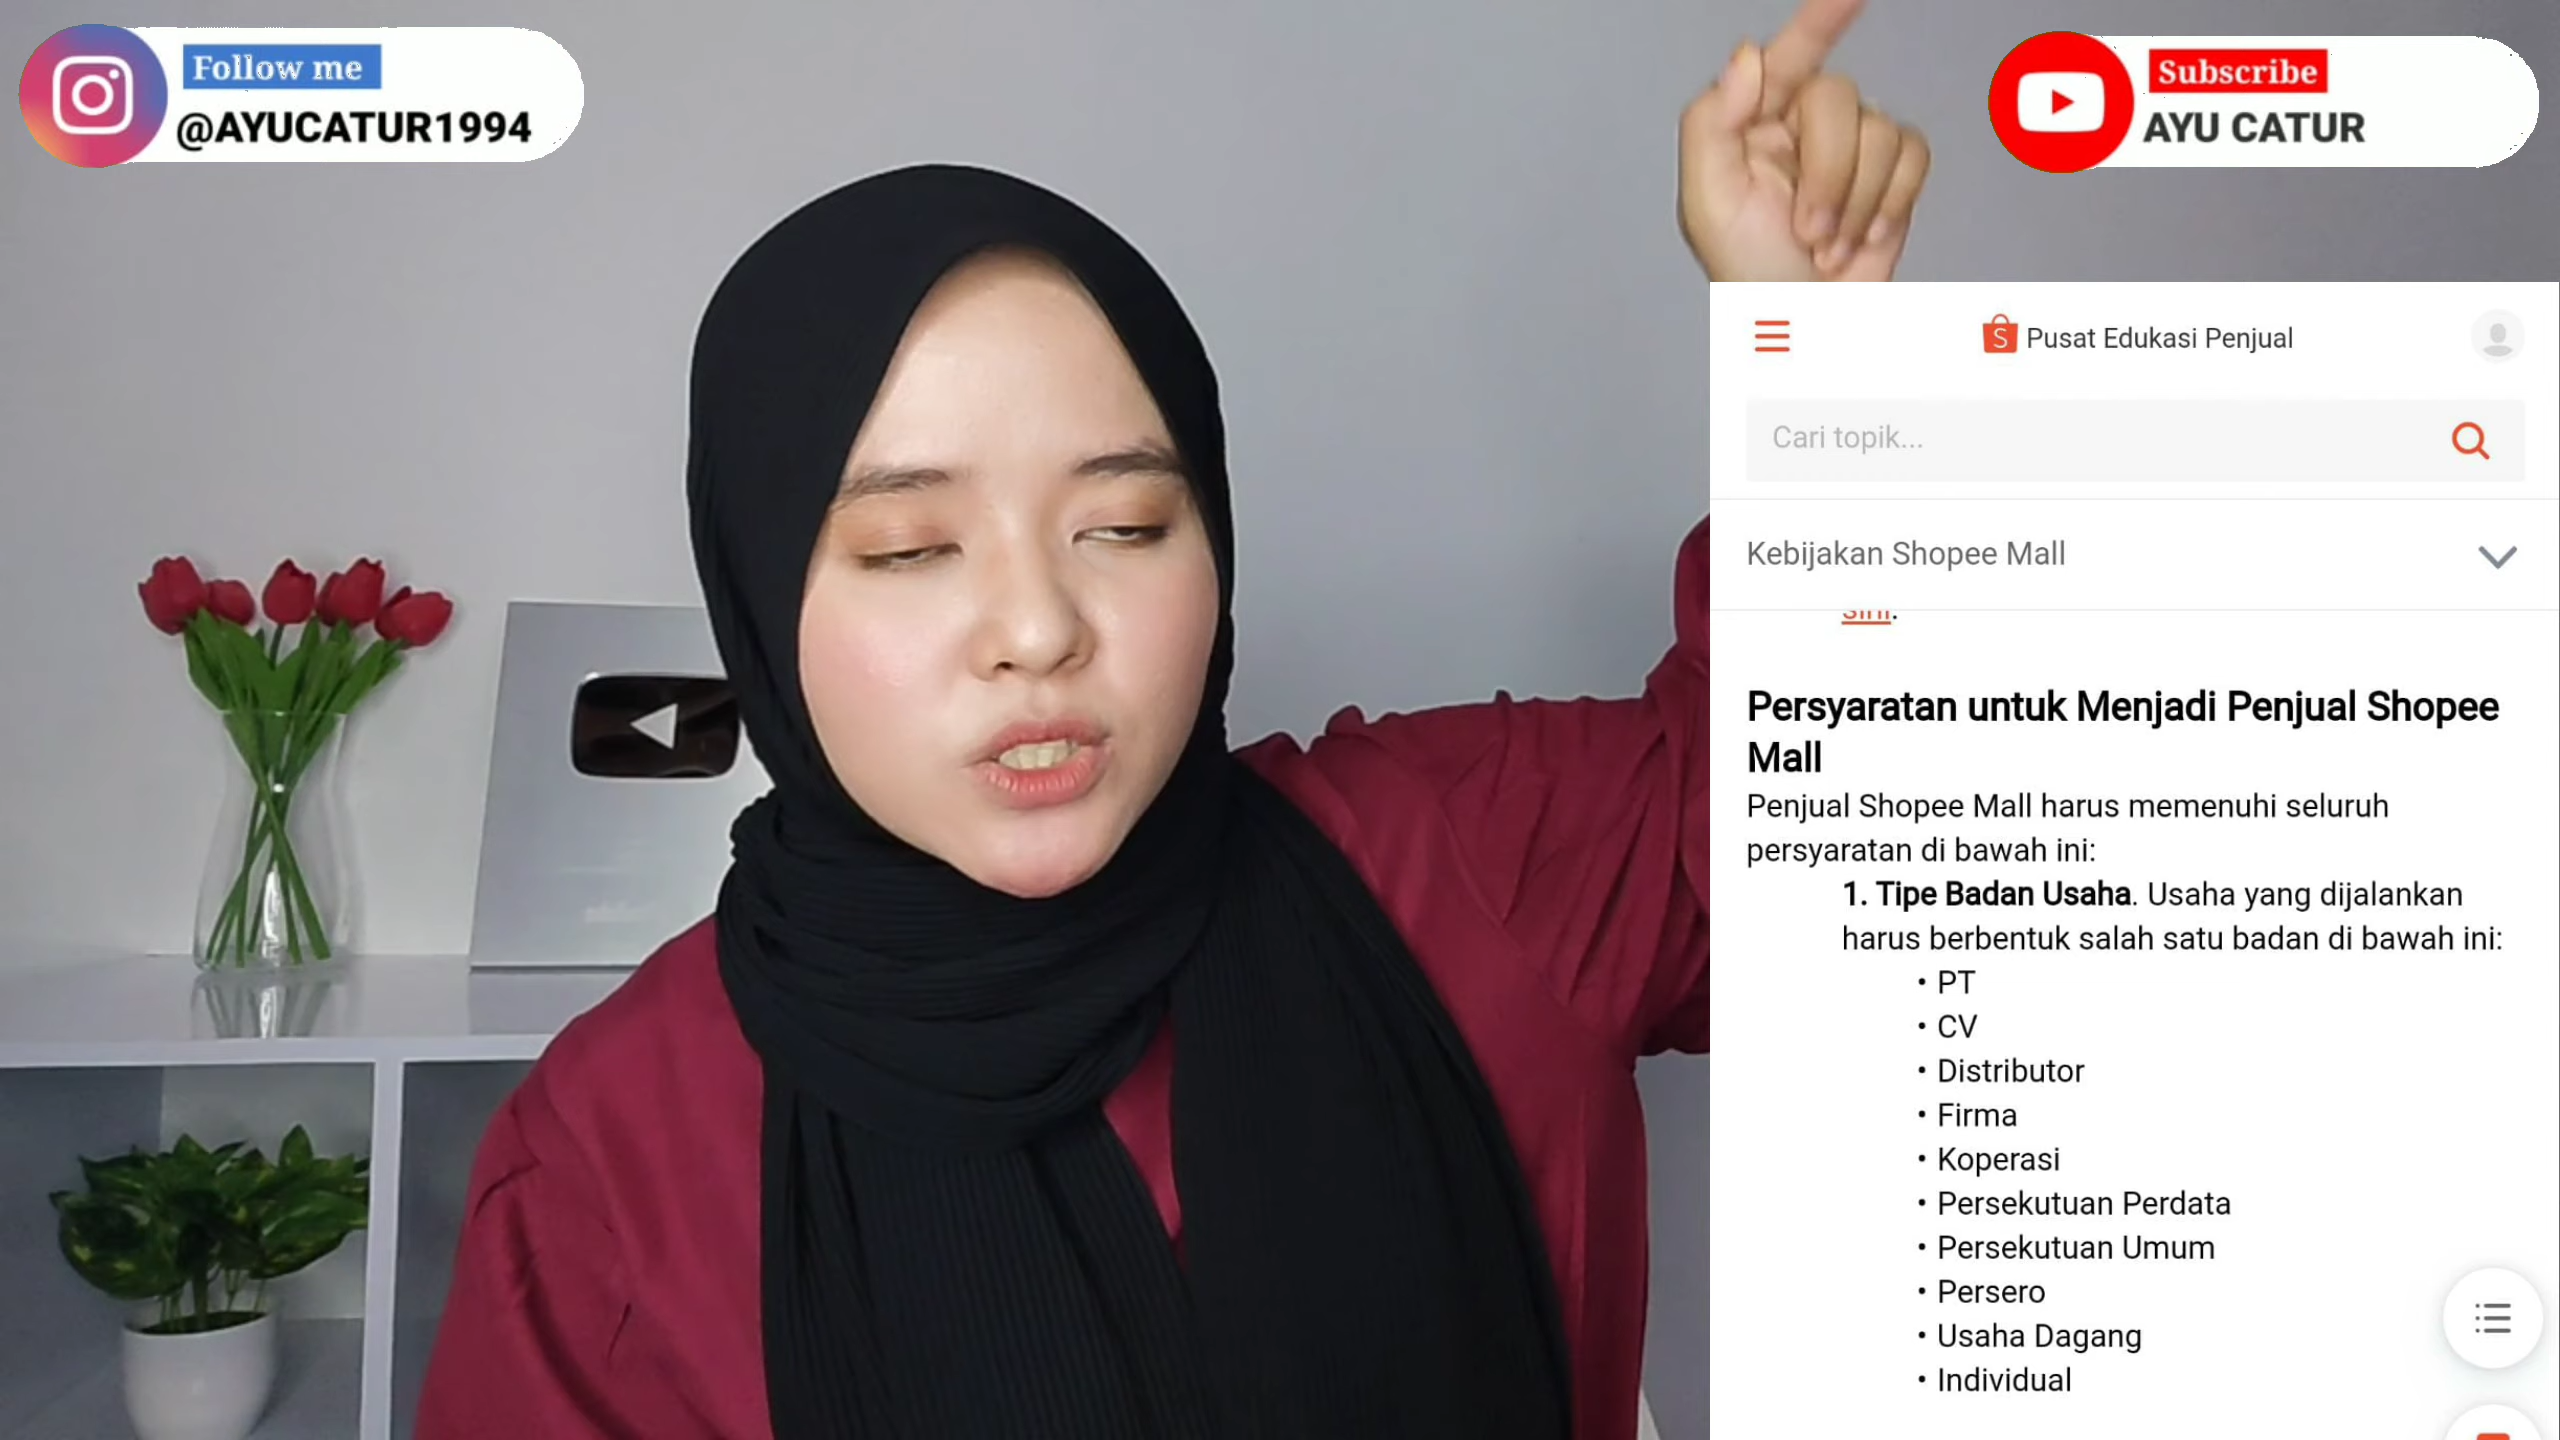 Follow me
@AYUCATUR1994
Subscribe
AYU CATUR
Pusat Edukasi Penjual
Cari topik...
Kebijakan Shopee Mall
sini.
Persyaratan untuk Menjadi Penjual Shopee
Mall
Penjual Shopee Mall harus memenuhi seluruh
persyaratan di bawah ini:
1. Tipe Badan Usaha. Usaha yang dijalankan
harus berbentuk salah satu badan di bawah ini:
• PT
• CV
• Distributor
• Firma
• Koperasi
• Persekutuan Perdata
• Persekutuan Umum
• Persero
• Usaha Dagang
• Individual